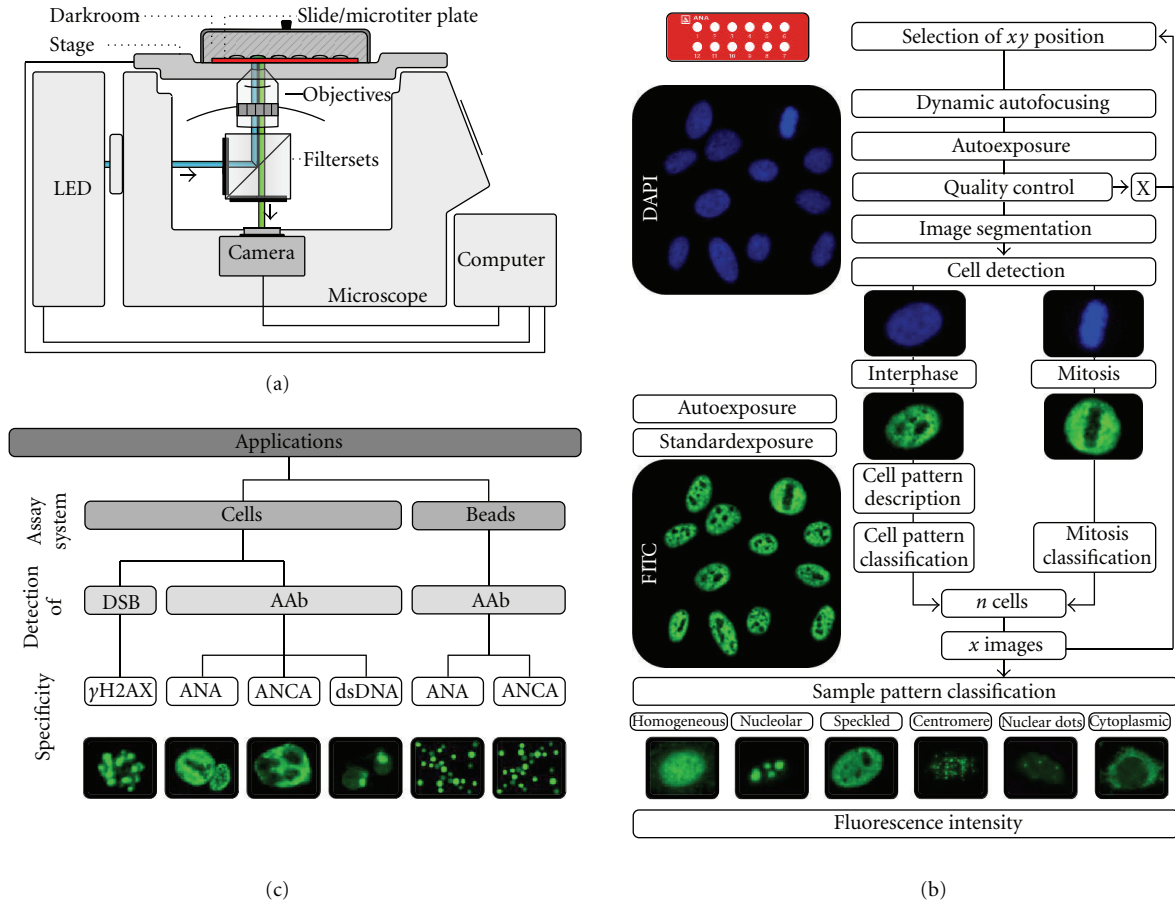 Darkroom
Slide/microtiter plate
Stage
Objectives
Filtersets
LED
Camera
Computer
Microscope
(a)
ANA
1 2 3 4 5 6
12 11 10 9 8 7
Selection of xy position
Dynamic autofocusing
Autoexposure
Quality control
X
Image segmentation
Cell detection
DAPI
Interphase
Mitosis
Autoexposure
Standardexposure
FITC
Cell pattern
description
Cell pattern
classification
Mitosis
classification
n cells
x images
Sample pattern classification
Homogeneous
Nucleolar
Speckled
Centromere
Nuclear dots
Cytoplasmic
Fluorescence intensity
(b)
Applications
Assay
system
Cells
Beads
Detection
of
DSB
AAb
AAb
Specificity
γH2AX
ANA
ANCA
dsDNA
ANA
ANCA
(c)